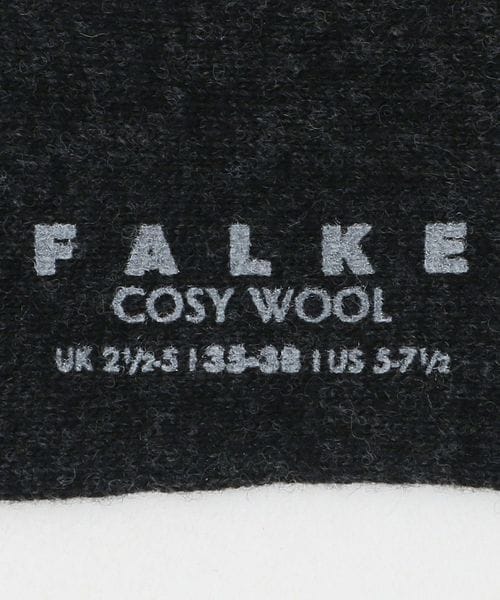 FALKE
COSY WOOL
UK 2½-5 | 35-38 | US 5-7½